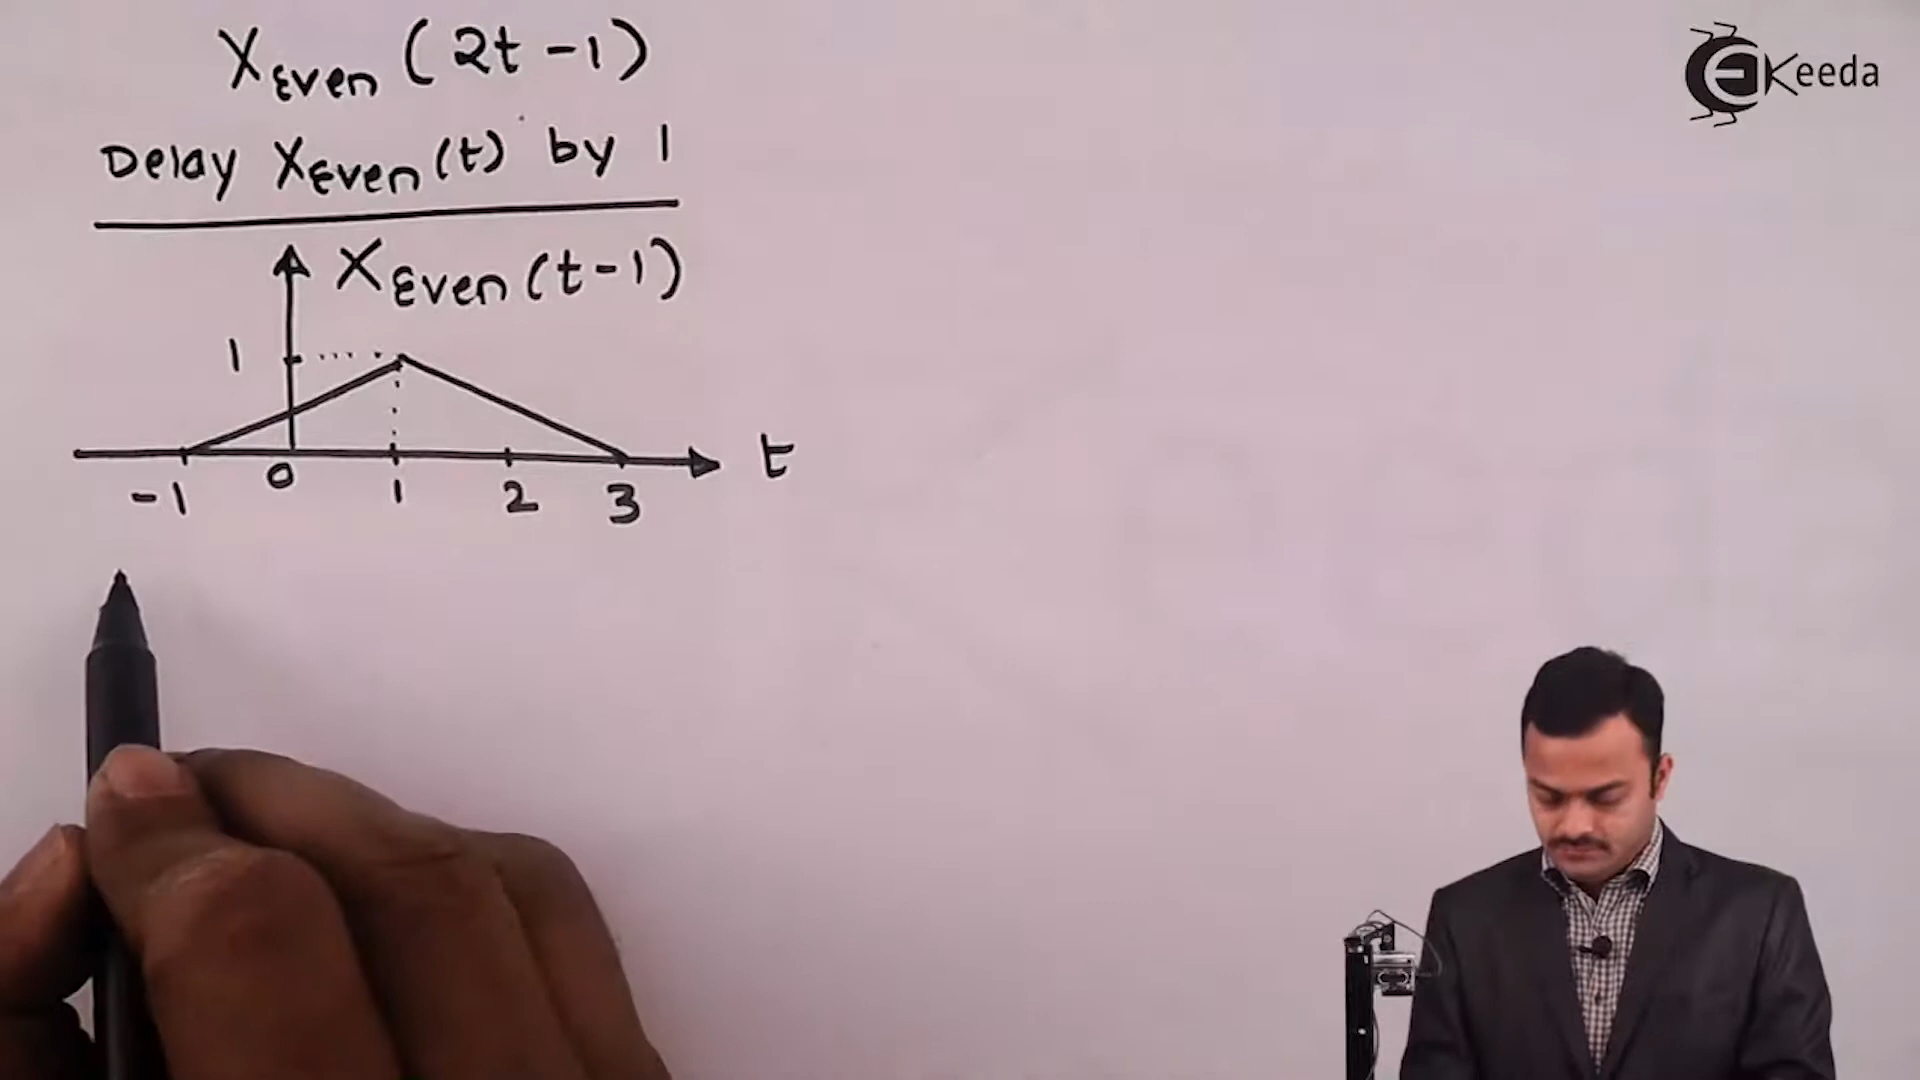 XEven (2t-1)
Delay XEven(t) by 1
XEven(t-1)
1
t
-1 0 1 2 3
Keeda